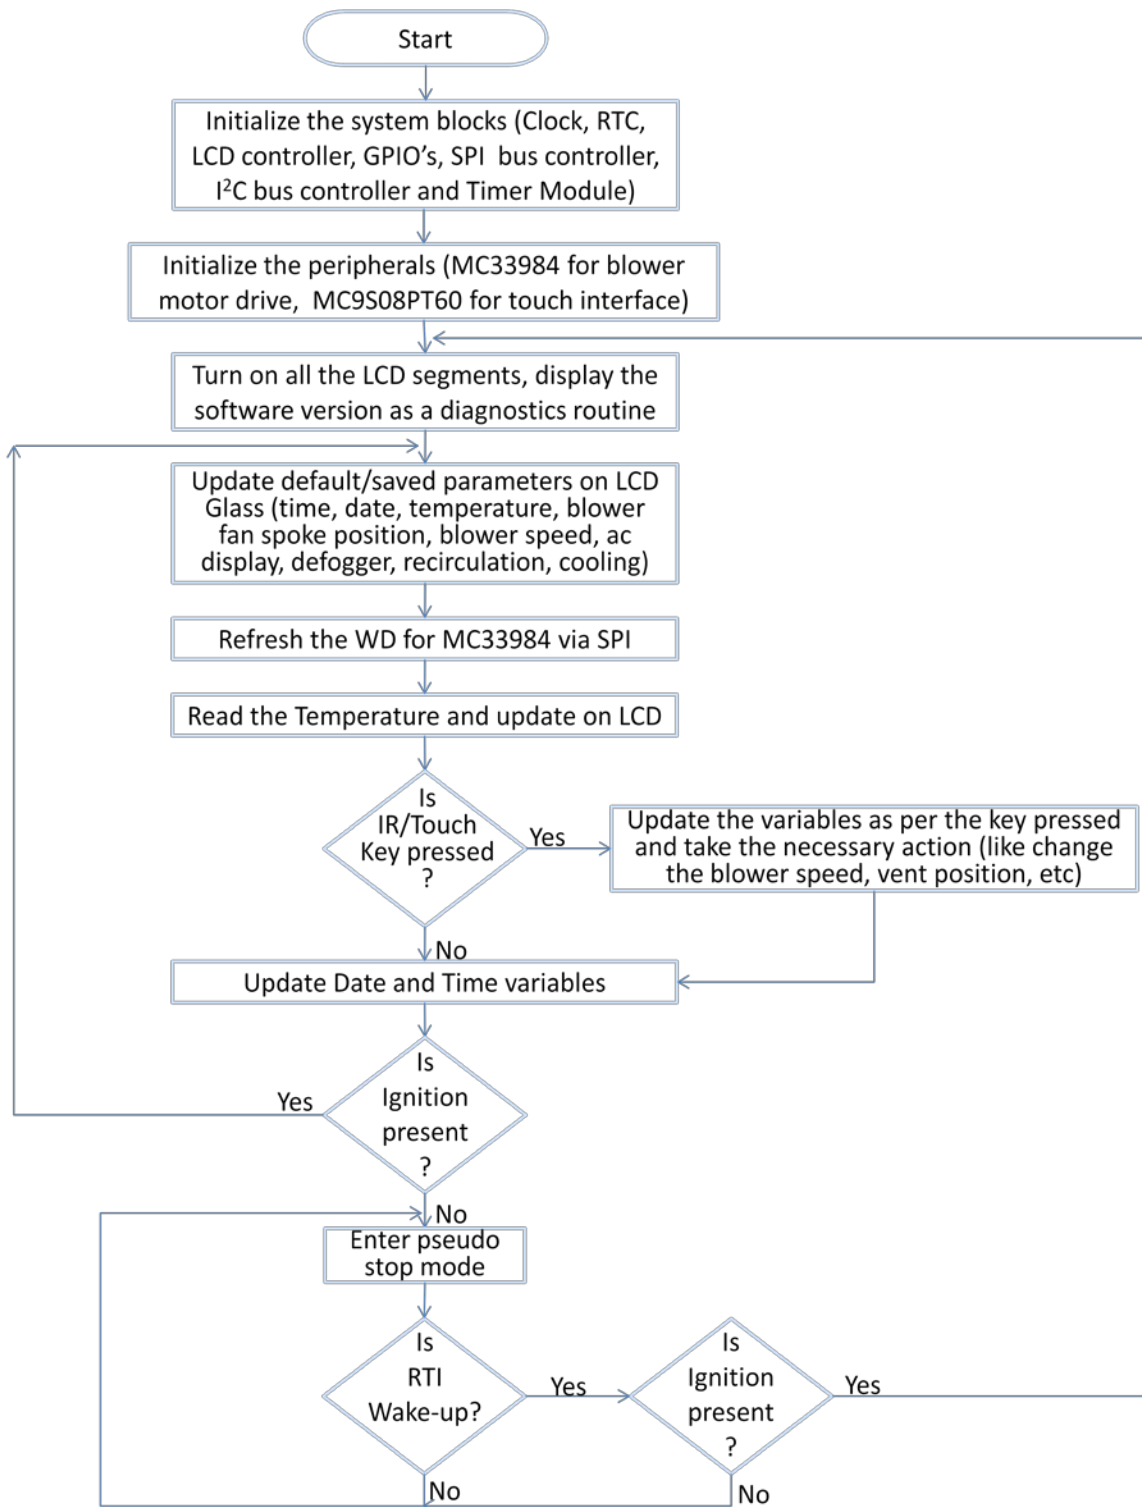 Start
Initialize the system blocks (Clock, RTC,
LCD controller, GPIO’s, SPI bus controller,
I²C bus controller and Timer Module)
Initialize the peripherals (MC33984 for blower
motor drive, MC9S08PT60 for touch interface)
Turn on all the LCD segments, display the
software version as a diagnostics routine
Update default/saved parameters on LCD
Glass (time, date, temperature, blower
fan spoke position, blower speed, ac
display, defogger, recirculation, cooling)
Refresh the WD for MC33984 via SPI
Read the Temperature and update on LCD
Is
IR/Touch
Key pressed
?
Yes
Update the variables as per the key pressed
and take the necessary action (like change
the blower speed, vent position, etc)
No
Update Date and Time variables
Is
Ignition
present
?
Yes
No
Enter pseudo
stop mode
Is
RTI
Wake-up?
Yes
Is
Ignition
present
?
Yes
No
No